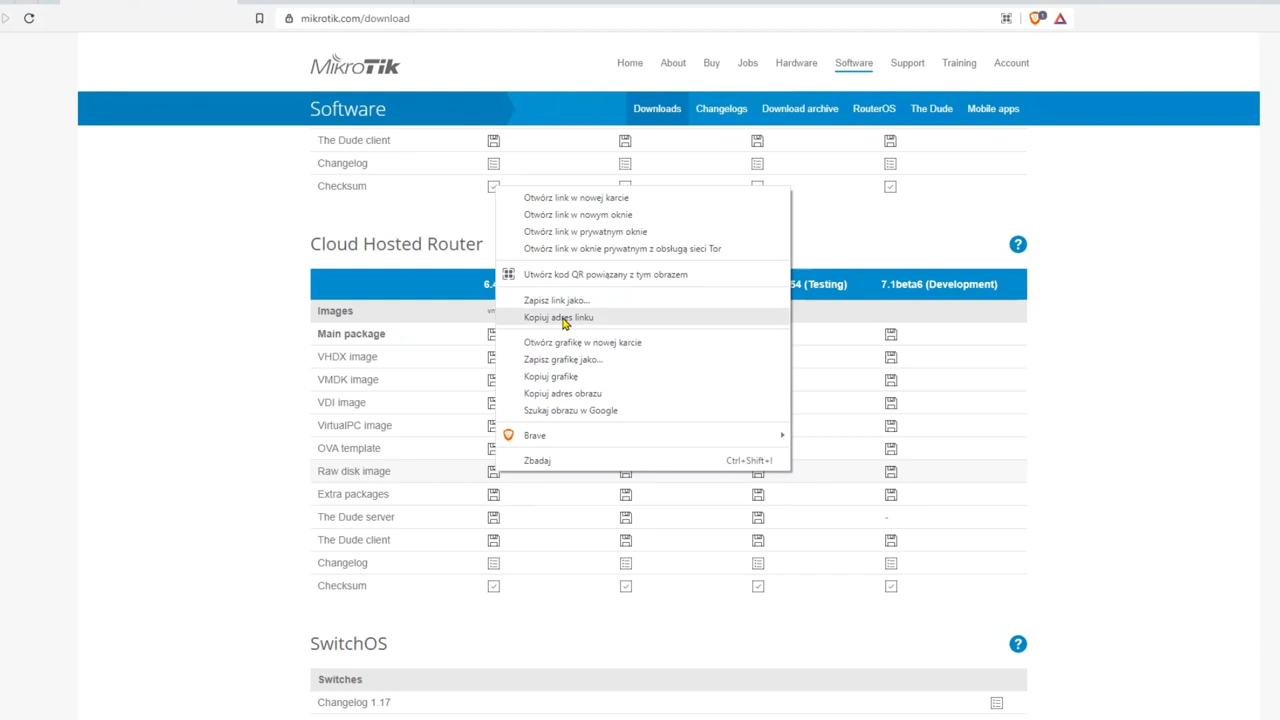 mikrotik.com/download
1
MikroTik
Home About Buy Jobs Hardware Software Support Training Account
Software
Downloads Changelogs Download archive RouterOS The Dude Mobile apps
The Dude client
Changelog
Checksum
Cloud Hosted Router ?
6.4 54 (Testing) 7.1beta6 (Development)
Images
Main package
VHDX image
VMDK image
VDI image
VirtualPC image
OVA template
Raw disk image
Extra packages
The Dude server -
The Dude client
Changelog
Checksum
Otwórz link w nowej karcie
Otwórz link w nowym oknie
Otwórz link w prywatnym oknie
Otwórz link w oknie prywatnym z obsługą sieci Tor
Utwórz kod QR powiązany z tym obrazem
Zapisz link jako...
Kopiuj adres linku
Otwórz grafikę w nowej karcie
Zapisz grafikę jako...
Kopiuj grafikę
Kopiuj adres obrazu
Szukaj obrazu w Google
Brave
Zbadaj Ctrl+Shift+I
SwitchOS ?
Switches
Changelog 1.17